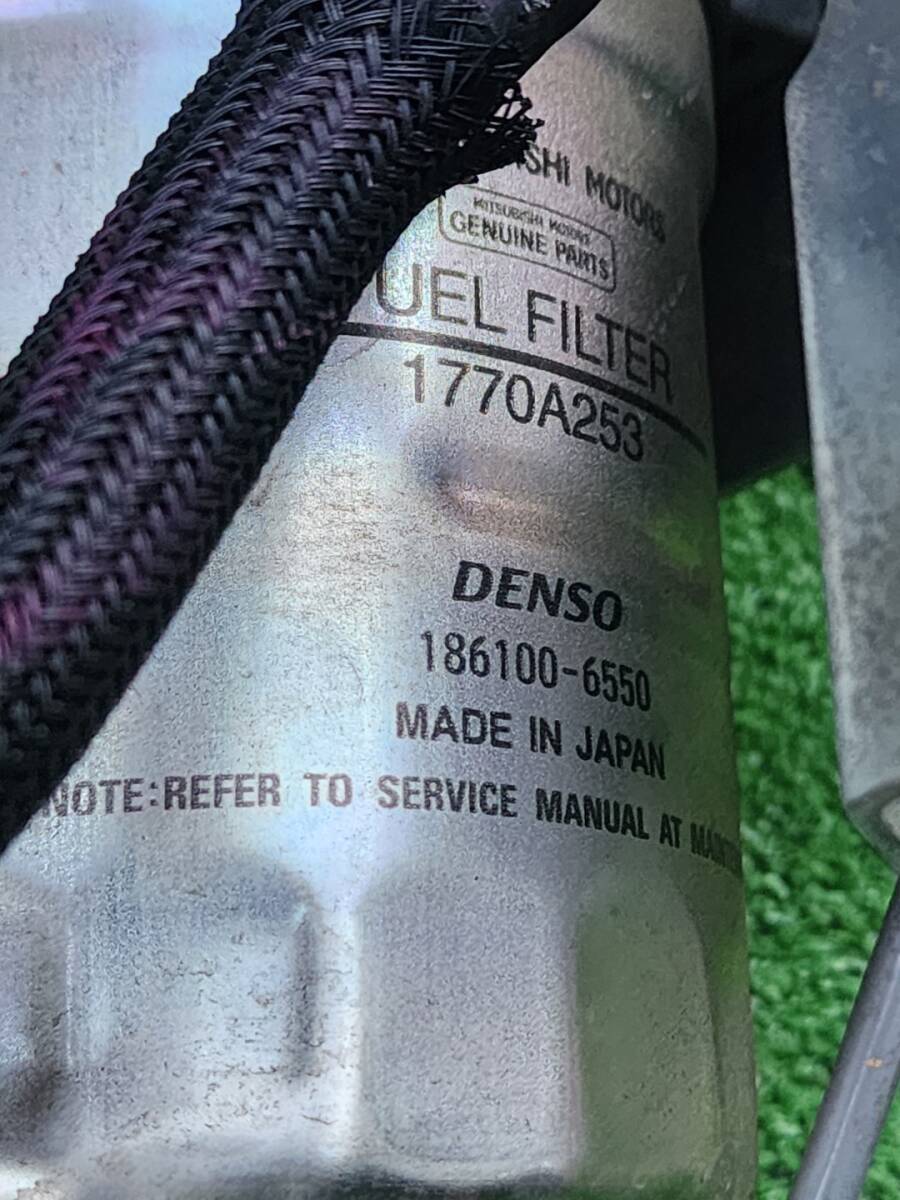 SHI MOTORS
MITSUBISHI MOTORS
GENUINE PARTS
UEL FILTER
1770A253
DENSO
186100-6550
MADE IN JAPAN
NOTE:REFER TO SERVICE MANUAL AT